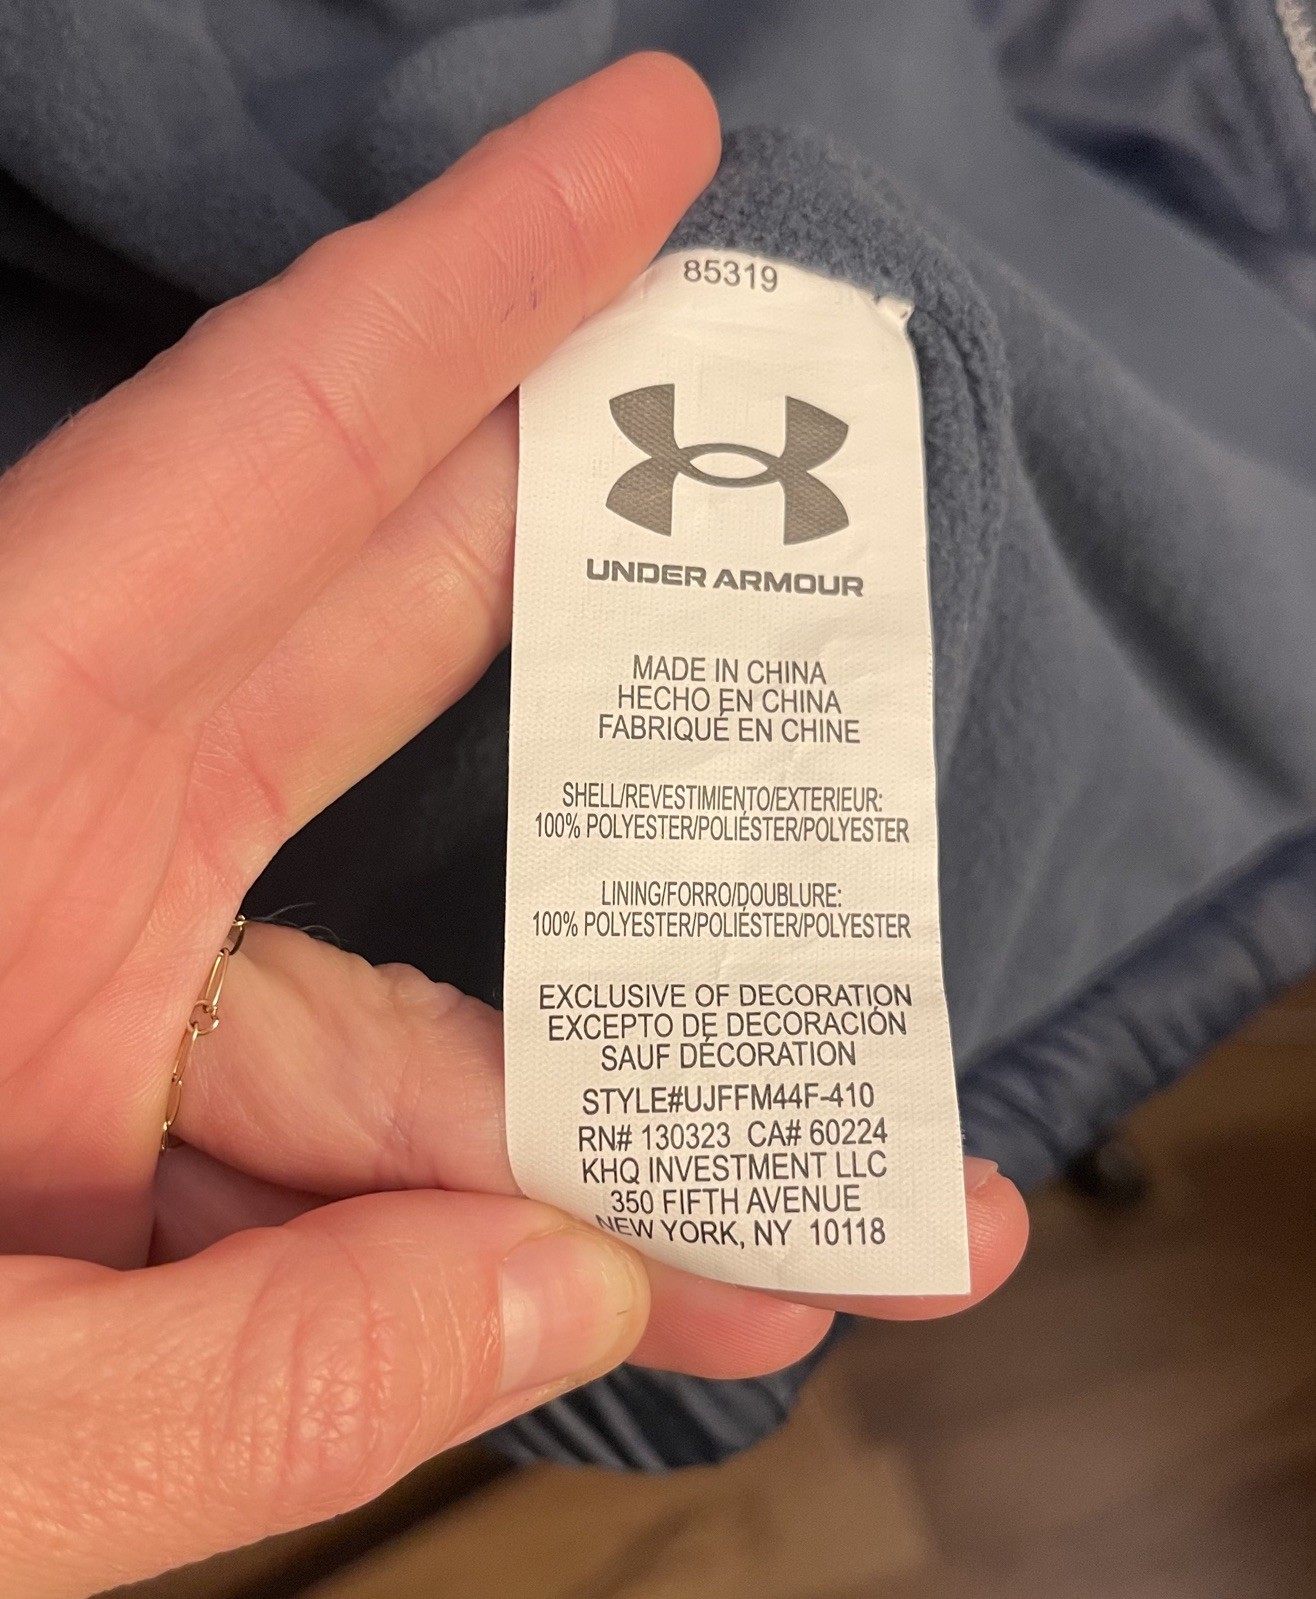 85319
UNDER ARMOUR
MADE IN CHINA
HECHO EN CHINA
FABRIQUÉ EN CHINE
SHELL/REVESTIMIENTO/EXTERIEUR:
100% POLYESTER/POLIÉSTER/POLYESTER
LINING/FORRO/DOUBLURE:
100% POLYESTER/POLIÉSTER/POLYESTER
EXCLUSIVE OF DECORATION
EXCEPTO DE DECORACIÓN
SAUF DÉCORATION
STYLE#UJFFM44F-410
RN# 130323 CA# 60224
KHQ INVESTMENT LLC
350 FIFTH AVENUE
NEW YORK, NY 10118